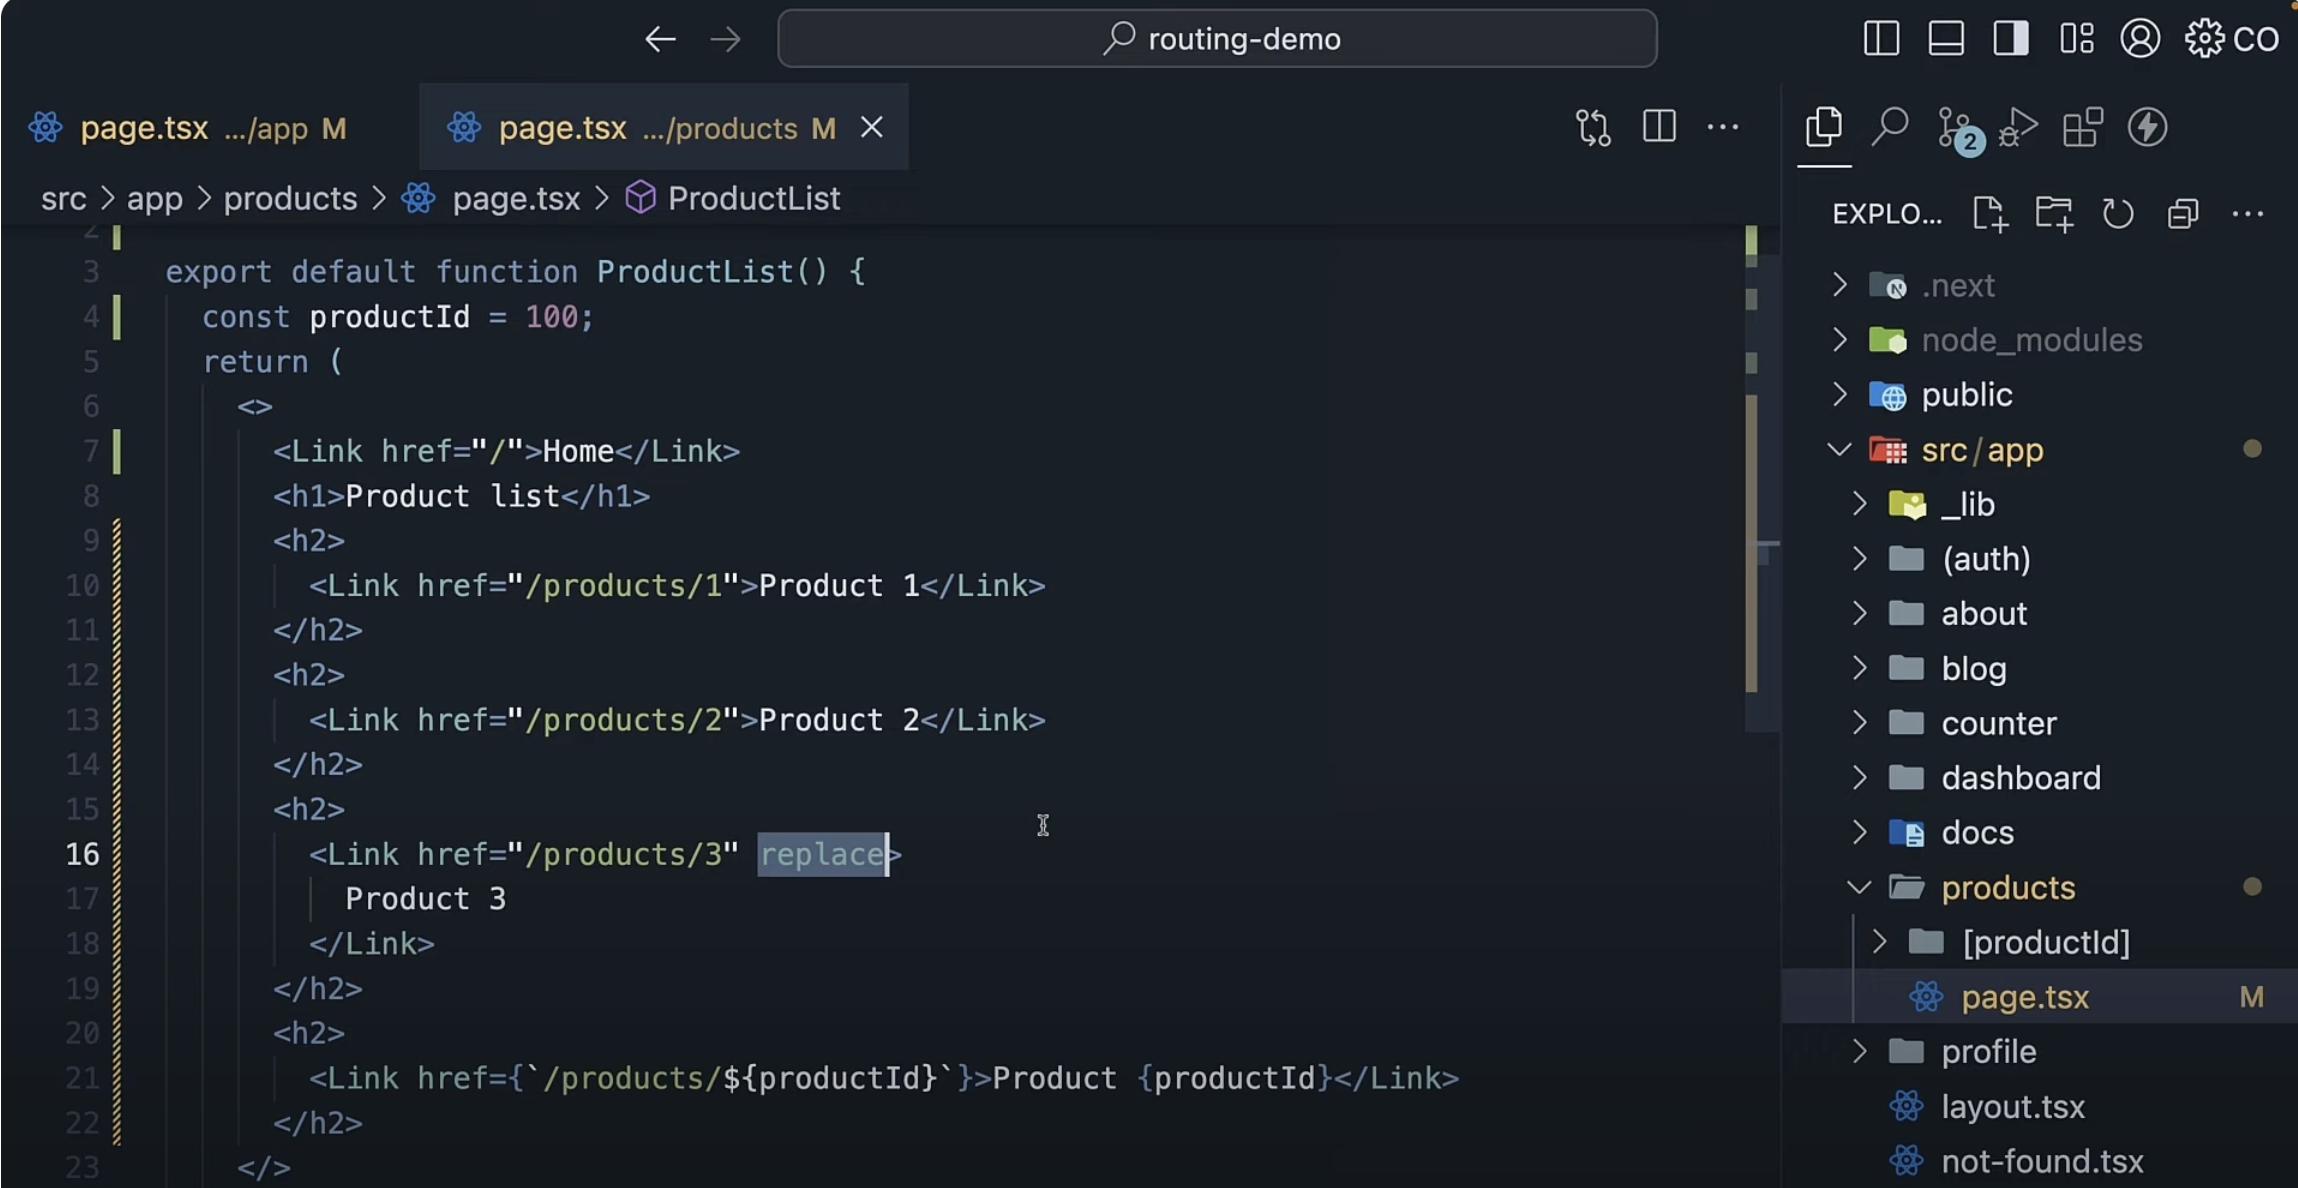 routing-demo
CO
page.tsx .../app M
page.tsx .../products M
2
src > app > products > page.tsx > ProductList
EXPLO...
2
3 export default function ProductList() {
4 const productId = 100;
5 return (
6 <>
7 <Link href="/">Home</Link>
8 <h1>Product list</h1>
9 <h2>
10 <Link href="/products/1">Product 1</Link>
11 </h2>
12 <h2>
13 <Link href="/products/2">Product 2</Link>
14 </h2>
15 <h2>
16 <Link href="/products/3" replace>
17 Product 3
18 </Link>
19 </h2>
20 <h2>
21 <Link href={`/products/${productId}`}>Product {productId}</Link>
22 </h2>
23 </>
.next
node_modules
public
src/app
_lib
(auth)
about
blog
counter
dashboard
docs
products
[productId]
page.tsx M
profile
layout.tsx
not-found.tsx